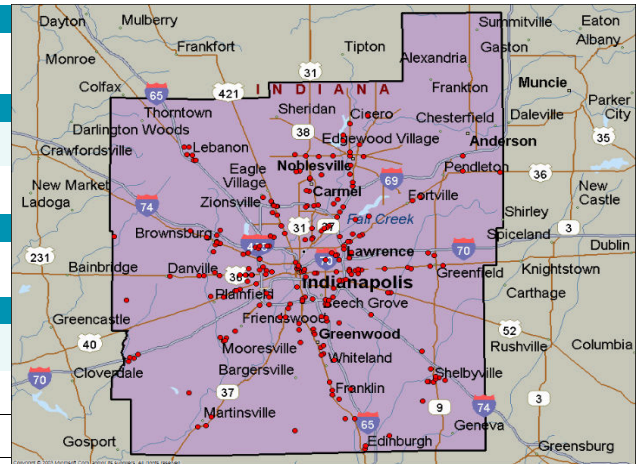 Dayton Mulberry Summitville Eaton
Frankfort Tipton Gaston Albany
Monroe Alexandria
31
Colfax 65 421 INDIANA Frankton Muncie
Thorntown Sheridan Cicero Chesterfield Daleville Parker City
Darlington Woods 38 Edgewood Village Anderson 35
Crawfordsville Lebanon
Eagle Village Noblesville Pendleton 36
New Market 69
Ladoga Zionsville Carmel Fortville New Castle
74 Fall Creek Shirley
Brownsburg 31 37 Spiceland 3
231 Lawrence 70 Dublin
Bainbridge Danville 36 Greenfield Knightstown
Plainfield Indianapolis Carthage
Greencastle Friendswood Beech Grove
40 Greenwood 52 Rushville Columbia
Mooresville Whiteland
70 Cloverdale Bargersville Shelbyville
37 Franklin 9 74 3
Martinsville 65 Geneva
Gosport Edinburgh Greensburg